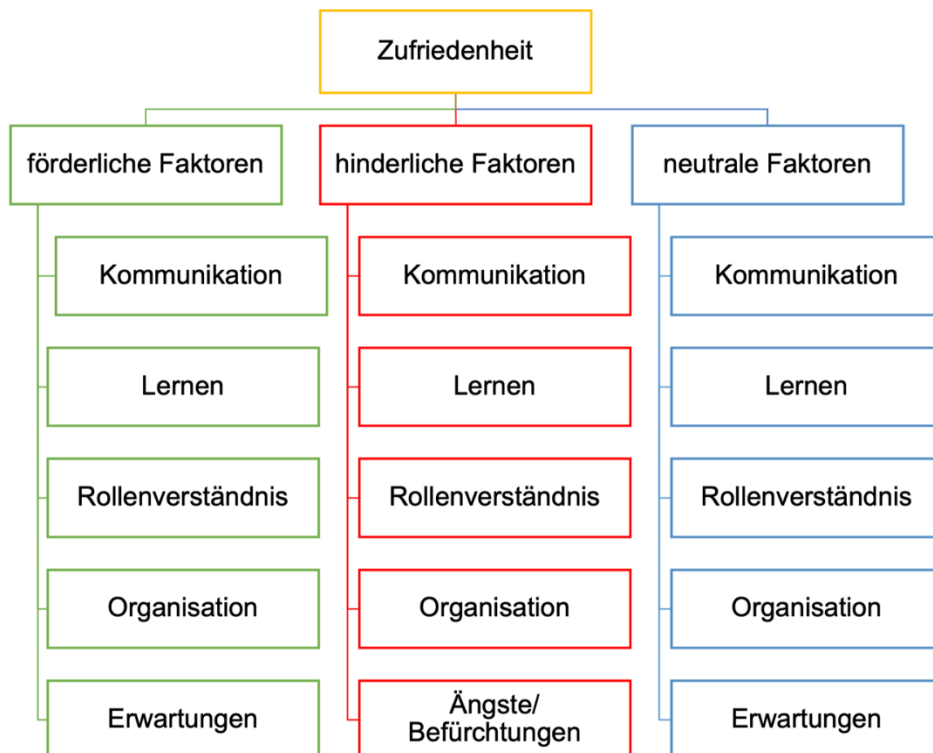 Zufriedenheit
förderliche Faktoren
hinderliche Faktoren
neutrale Faktoren
Kommunikation
Kommunikation
Kommunikation
Lernen
Lernen
Lernen
Rollenverständnis
Rollenverständnis
Rollenverständnis
Organisation
Organisation
Organisation
Erwartungen
Ängste/
Befürchtungen
Erwartungen